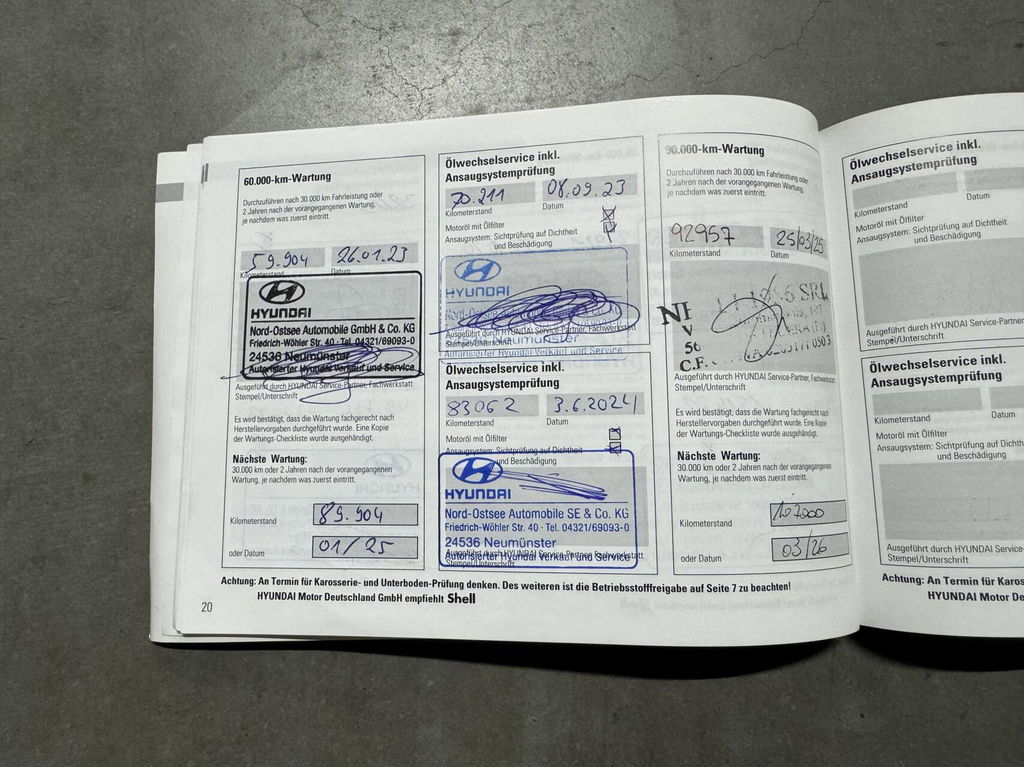 60.000-km-Wartung
Durchzuführen nach 30.000 km Fahrleistung oder
2 Jahren nach der vorangegangenen Wartung,
je nachdem was zuerst eintritt.
59.904 26.01.23
Kilometerstand Datum
HYUNDAI
Nord-Ostsee Automobile GmbH & Co. KG
Friedrich-Wöhler Str. 40 · Tel. 04321/69093-0
24536 Neumünster
Autorisierter Hyundai Verkauf und Service
Ausgeführt durch HYUNDAI Service-Partner, Fachwerkstatt
Stempel/Unterschrift
Es wird bestätigt, dass die Wartung fachgerecht nach
Herstellervorgaben durchgeführt wurde. Eine Kopie
der Wartungs-Checkliste wurde ausgehändigt.
Nächste Wartung:
30.000 km oder 2 Jahren nach der vorangegangenen
Wartung, je nachdem was zuerst eintritt.
Kilometerstand 89.904
oder Datum 01/25
Ölwechselservice inkl.
Ansaugsystemprüfung
70.211 08.09.23
Kilometerstand Datum
Motoröl mit Ölfilter
Ansaugsystem: Sichtprüfung auf Dichtheit
und Beschädigung
HYUNDAI
Ausgeführt durch HYUNDAI Service-Partner, Fachwerkstatt
Stempel/Unterschrift
Neumünster
Autorisierter Hyundai Verkauf und Service
Ölwechselservice inkl.
Ansaugsystemprüfung
83062 3.6.2024
Kilometerstand Datum
Motoröl mit Ölfilter
Ansaugsystem: Sichtprüfung auf Dichtheit
und Beschädigung
HYUNDAI
Nord-Ostsee Automobile SE & Co. KG
Friedrich-Wöhler Str. 40 · Tel. 04321/69093-0
24536 Neumünster
Autorisierter Hyundai Verkauf und Service
Ausgeführt durch HYUNDAI Service-Partner, Fachwerkstatt
Stempel/Unterschrift
90.000-km-Wartung
Durchzuführen nach 30.000 km Fahrleistung oder
2 Jahren nach der vorangegangenen Wartung,
je nachdem was zuerst eintritt.
92957 25/03/25
Kilometerstand Datum
SRL
V
56
C.F.
Ausgeführt durch HYUNDAI Service-Partner, Fachwerkstatt
Stempel/Unterschrift
Es wird bestätigt, dass die Wartung fachgerecht nach
Herstellervorgaben durchgeführt wurde. Eine Kopie
der Wartungs-Checkliste wurde ausgehändigt.
Nächste Wartung:
30.000 km oder 2 Jahren nach der vorangegangenen
Wartung, je nachdem was zuerst eintritt.
Kilometerstand 107000
oder Datum 03/26
Achtung: An Termin für Karosserie- und Unterboden-Prüfung denken. Des weiteren ist die Betriebsstofffreigabe auf Seite 7 zu beachten!
HYUNDAI Motor Deutschland GmbH empfiehlt Shell
20
Ölwechselservice inkl.
Ansaugsystemprüfung
Kilometerstand Datum
Motoröl mit Ölfilter
Ansaugsystem: Sichtprüfung auf
und Beschädigung
Ausgeführt durch HYUNDAI Service-
Stempel/Unterschrift
Ölwechselservice inkl.
Ansaugsystemprüfung
Kilometerstand
Motoröl mit Ölfilter
Ansaugsystem: Sichtprüfung auf Dichth
und Beschädigung
Ausgeführt durch HYUNDAI Service-
Stempel/Unterschrift
Achtung: An Termin für Karos
HYUNDAI Motor De